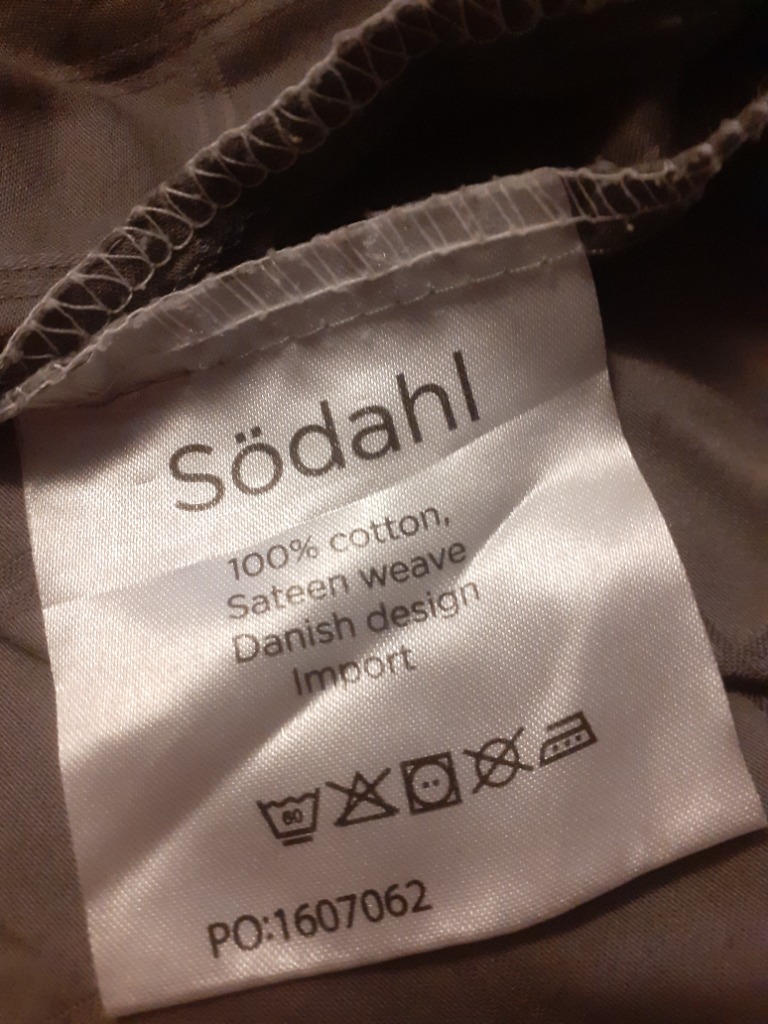 Södahl
100% cotton,
Sateen weave
Danish design
Import
60
PO:1607062